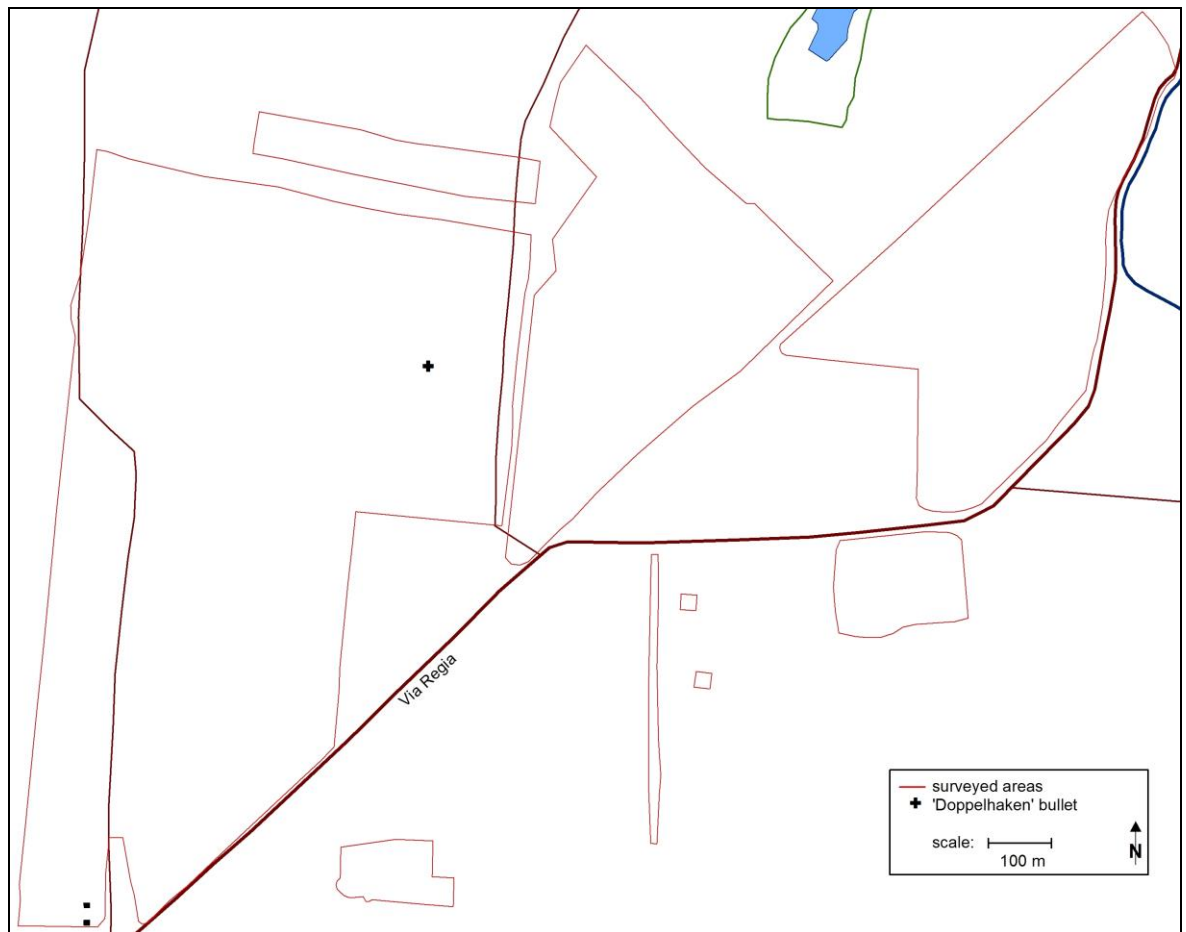 Via Regia
surveyed areas
'Doppelhaken' bullet
scale:
100 m
N